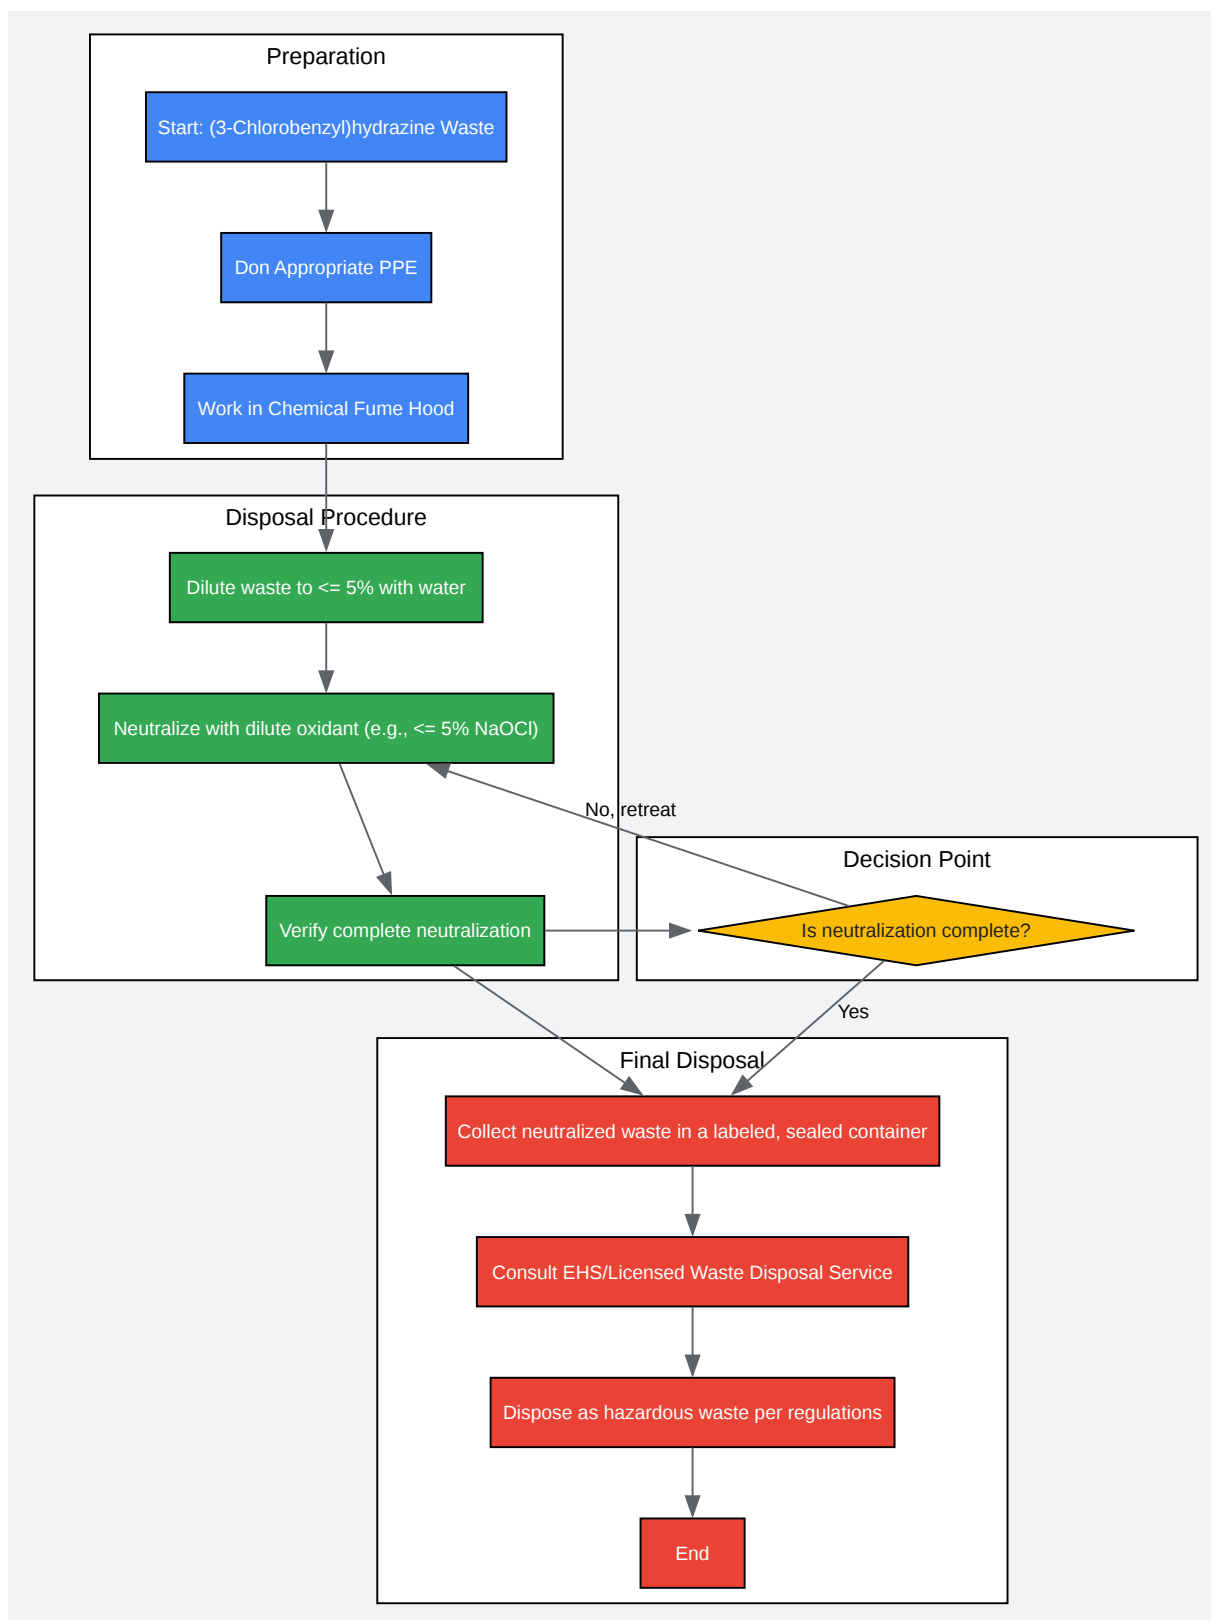 Preparation
Start: (3-Chlorobenzyl)hydrazine Waste
Don Appropriate PPE
Work in Chemical Fume Hood
Disposal Procedure
Dilute waste to <= 5% with water
Neutralize with dilute oxidant (e.g., <= 5% NaOCl)
No, retreat
Decision Point
Verify complete neutralization
Is neutralization complete?
Yes
Final Disposal
Collect neutralized waste in a labeled, sealed container
Consult EHS/Licensed Waste Disposal Service
Dispose as hazardous waste per regulations
End